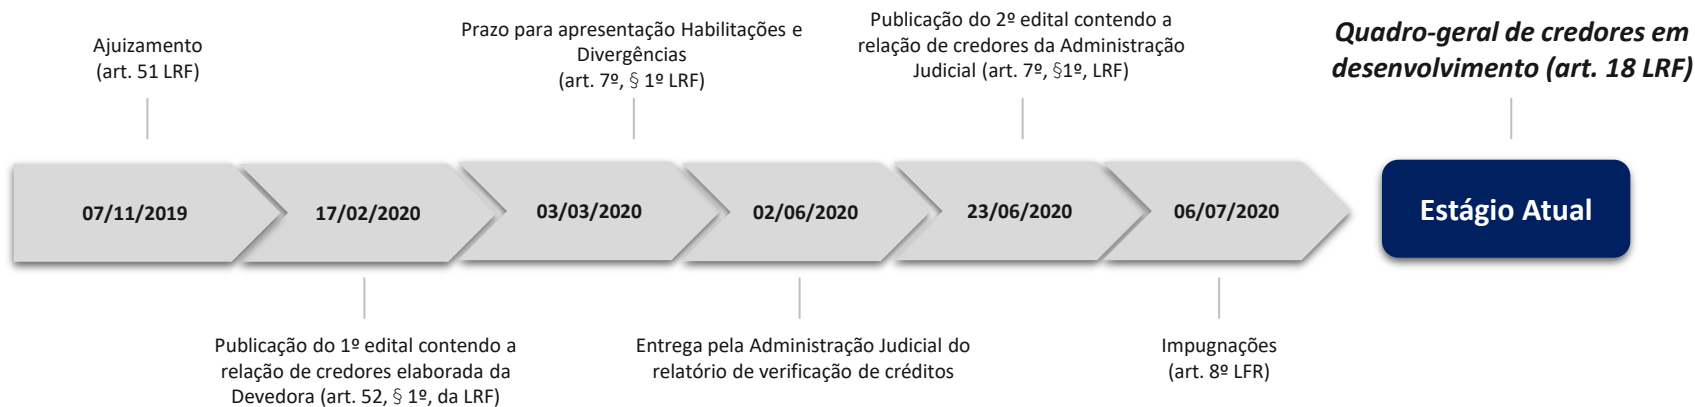 Ajuizamento
(art. 51 LRF)
Prazo para apresentação Habilitações e
Divergências
(art. 7º, § 1º LRF)
Publicação do 2º edital contendo a
relação de credores da Administração
Judicial (art. 7º, §1º, LRF)
Quadro-geral de credores em
desenvolvimento (art. 18 LRF)
07/11/2019
17/02/2020
03/03/2020
02/06/2020
23/06/2020
06/07/2020
Estágio Atual
Publicação do 1º edital contendo a
relação de credores elaborada da
Devedora (art. 52, § 1º, da LRF)
Entrega pela Administração Judicial do
relatório de verificação de créditos
Impugnações
(art. 8º LFR)